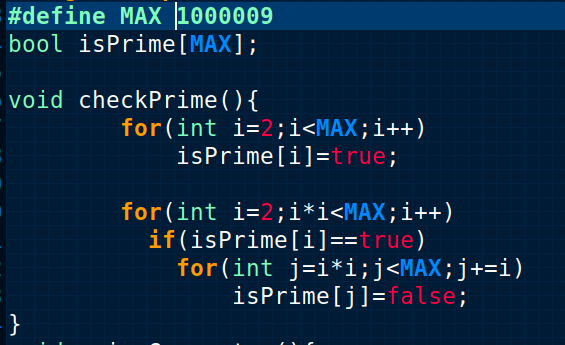 #define MAX 1000009
bool isPrime[MAX];
void checkPrime(){
for(int i=2;i<MAX;i++)
isPrime[i]=true;
for(int i=2;i*i<MAX;i++)
if(isPrime[i]==true)
for(int j=i*i;j<MAX;j+=i)
isPrime[j]=false;
}